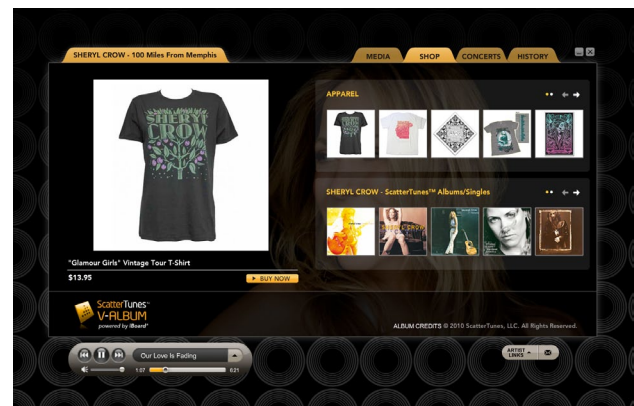 SHERYL CROW - 100 Miles From Memphis
MEDIA
SHOP
CONCERTS
HISTORY
SHERYL
CROW
APPAREL
SHERYL CROW - ScatterTunes™ Albums/Singles
"Glamour Girls" Vintage Tour T-Shirt
$13.95
BUY NOW
ScatterTunes™
V-ALBUM
powered by iBoard®
ALBUM CREDITS © 2010 ScatterTunes, LLC. All Rights Reserved.
Our Love Is Fading
1:07
6:21
ARTIST
LINKS